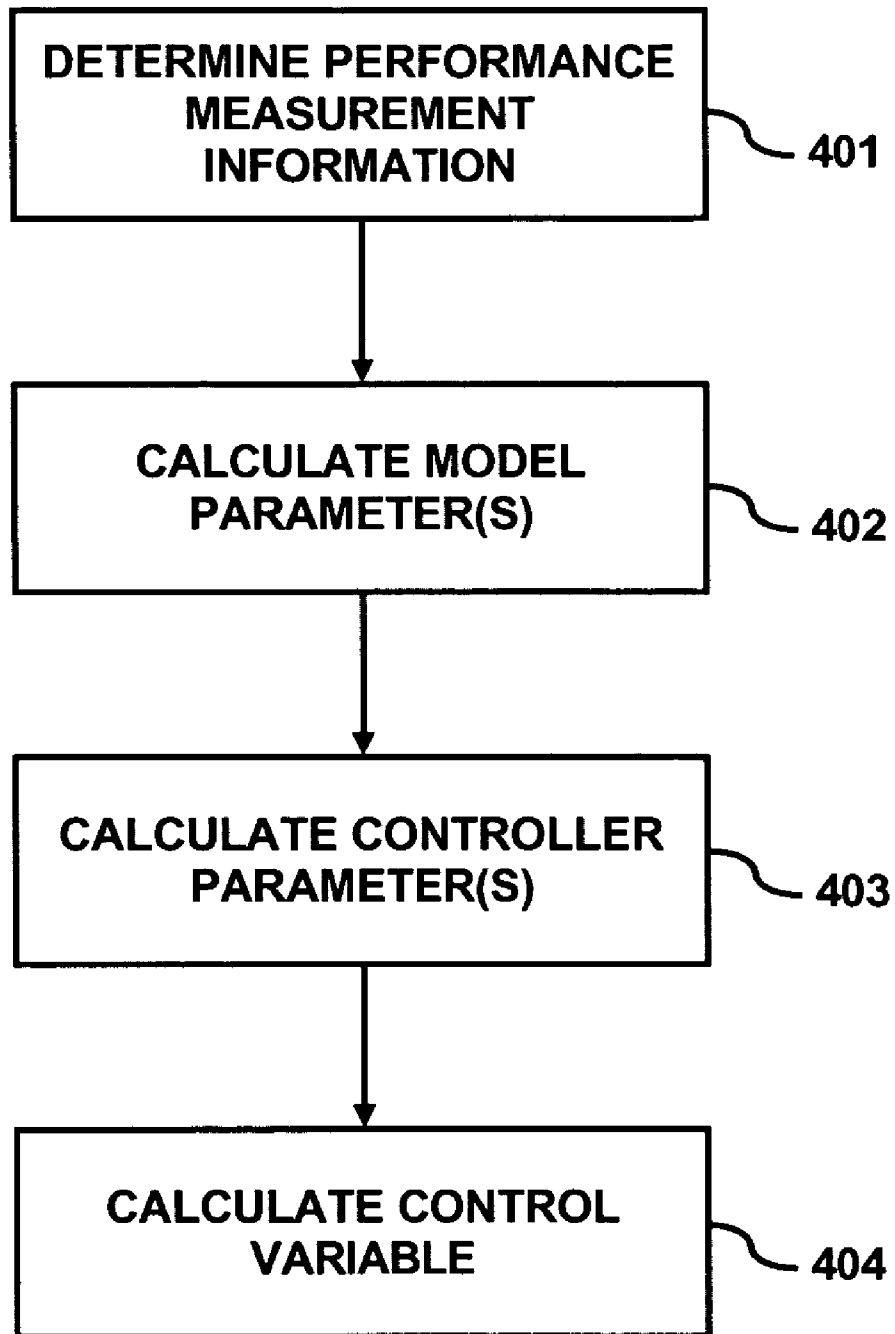 DETERMINE PERFORMANCE
MEASUREMENT
INFORMATION
401
CALCULATE MODEL
PARAMETER(S)
402
CALCULATE CONTROLLER
PARAMETER(S)
403
CALCULATE CONTROL
VARIABLE
404